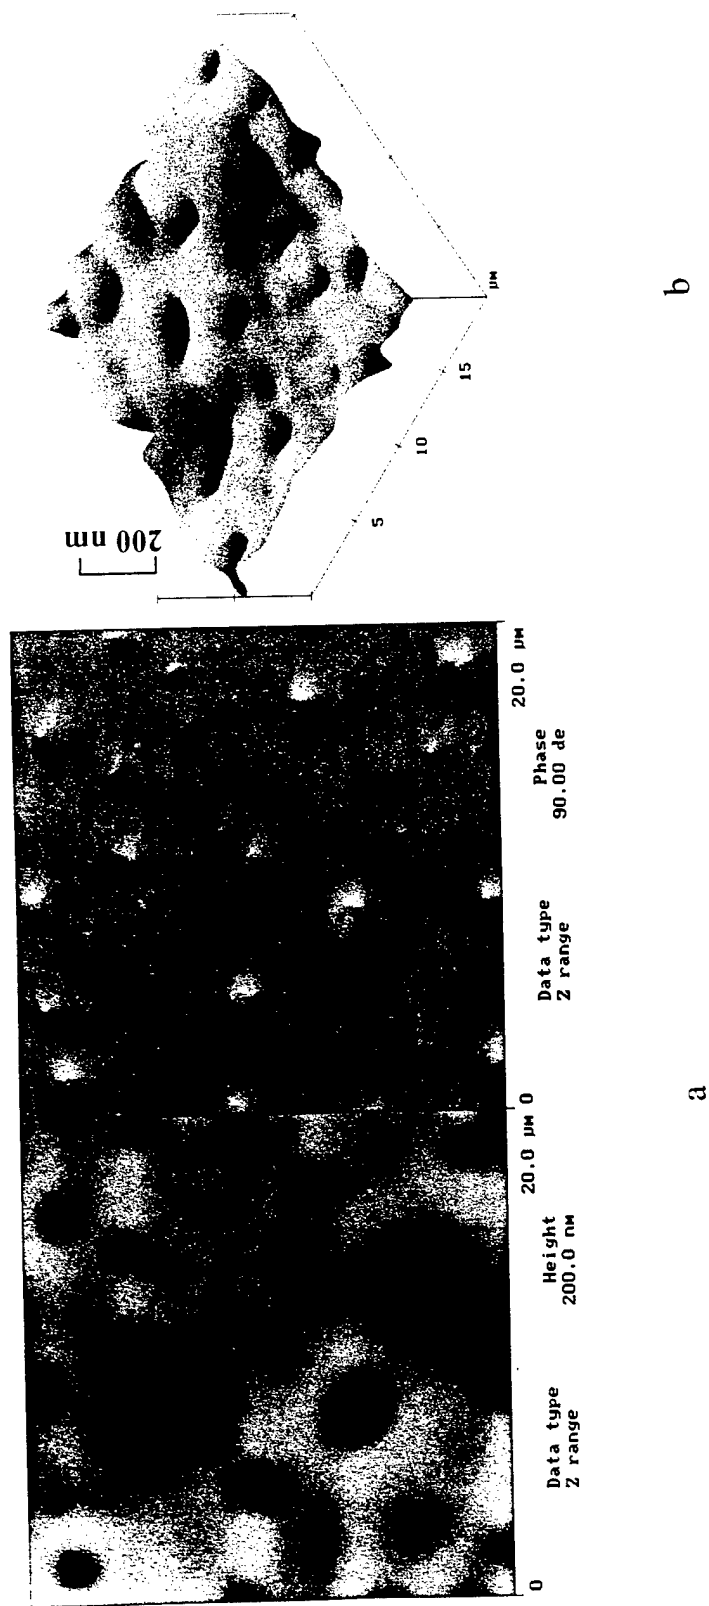 0
20.0 µM
0
20.0 µM
Data type
Z range
Height
200.0 nM
Data type
Z range
Phase
90.00 de
a
200 nm
5
10
15
µM
b